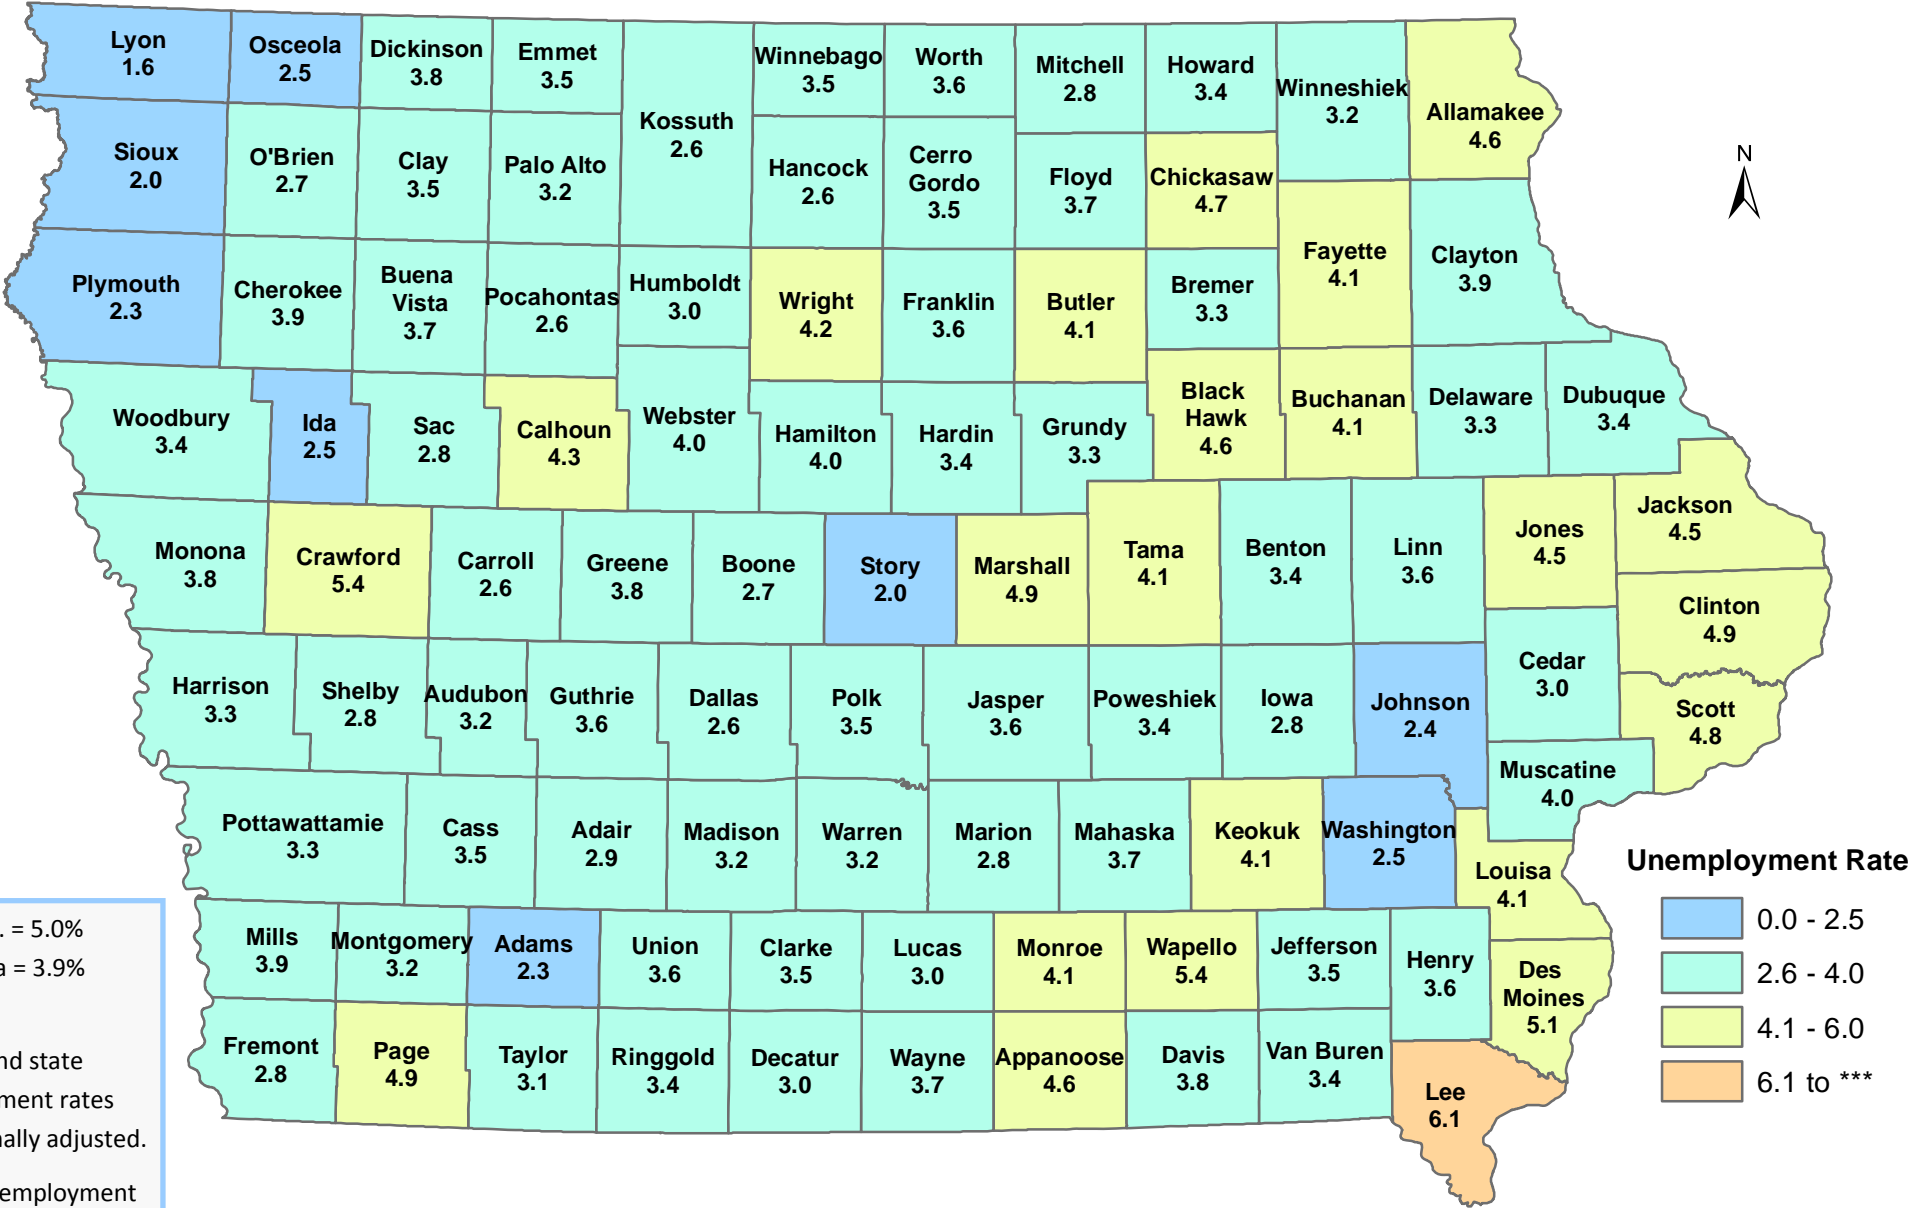 Lyon
1.6
Osceola
2.5
Dickinson
3.8
Emmet
3.5
Kossuth
2.6
Winnebago
3.5
Worth
3.6
Mitchell
2.8
Howard
3.4
Winneshiek
3.2
Allamakee
4.6
Sioux
2.0
O'Brien
2.7
Clay
3.5
Palo Alto
3.2
Hancock
2.6
Cerro
Gordo
3.5
Floyd
3.7
Chickasaw
4.7
N
Plymouth
2.3
Cherokee
3.9
Buena
Vista
3.7
Pocahontas
2.6
Humboldt
3.0
Wright
4.2
Franklin
3.6
Butler
4.1
Bremer
3.3
Fayette
4.1
Clayton
3.9
Woodbury
3.4
Ida
2.5
Sac
2.8
Calhoun
4.3
Webster
4.0
Hamilton
4.0
Hardin
3.4
Grundy
3.3
Black
Hawk
4.6
Buchanan
4.1
Delaware
3.3
Dubuque
3.4
Monona
3.8
Crawford
5.4
Carroll
2.6
Greene
3.8
Boone
2.7
Story
2.0
Marshall
4.9
Tama
4.1
Benton
3.4
Linn
3.6
Jones
4.5
Jackson
4.5
Clinton
4.9
Harrison
3.3
Shelby
2.8
Audubon
3.2
Guthrie
3.6
Dallas
2.6
Polk
3.5
Jasper
3.6
Poweshiek
3.4
Iowa
2.8
Johnson
2.4
Cedar
3.0
Scott
4.8
Muscatine
4.0
Pottawattamie
3.3
Cass
3.5
Adair
2.9
Madison
3.2
Warren
3.2
Marion
2.8
Mahaska
3.7
Keokuk
4.1
Washington
2.5
Louisa
4.1
Mills
3.9
Montgomery
3.2
Adams
2.3
Union
3.6
Clarke
3.5
Lucas
3.0
Monroe
4.1
Wapello
5.4
Jefferson
3.5
Henry
3.6
Des
Moines
5.1
Fremont
2.8
Page
4.9
Taylor
3.1
Ringgold
3.4
Decatur
3.0
Wayne
3.7
Appanoose
4.6
Davis
3.8
Van Buren
3.4
Lee
6.1
Unemployment Rate
0.0 - 2.5
2.6 - 4.0
4.1 - 6.0
6.1 to ***
. = 5.0%
a = 3.9%
nd state
ment rates
nally adjusted.
employment